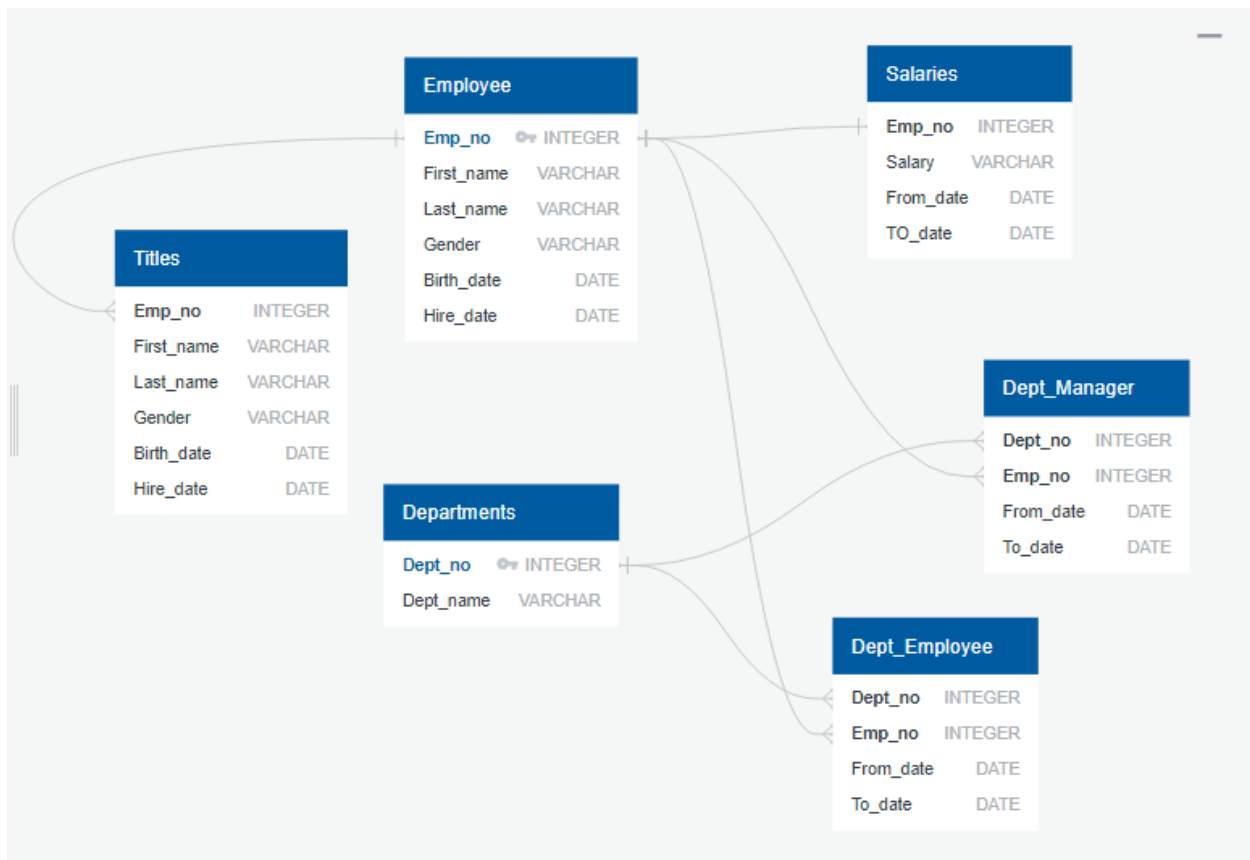 Employee
Emp_no INTEGER
First_name VARCHAR
Last_name VARCHAR
Gender VARCHAR
Birth_date DATE
Hire_date DATE
Salaries
Emp_no INTEGER
Salary VARCHAR
From_date DATE
TO_date DATE
Titles
Emp_no INTEGER
First_name VARCHAR
Last_name VARCHAR
Gender VARCHAR
Birth_date DATE
Hire_date DATE
Dept_Manager
Dept_no INTEGER
Emp_no INTEGER
From_date DATE
To_date DATE
Departments
Dept_no INTEGER
Dept_name VARCHAR
Dept_Employee
Dept_no INTEGER
Emp_no INTEGER
From_date DATE
To_date DATE